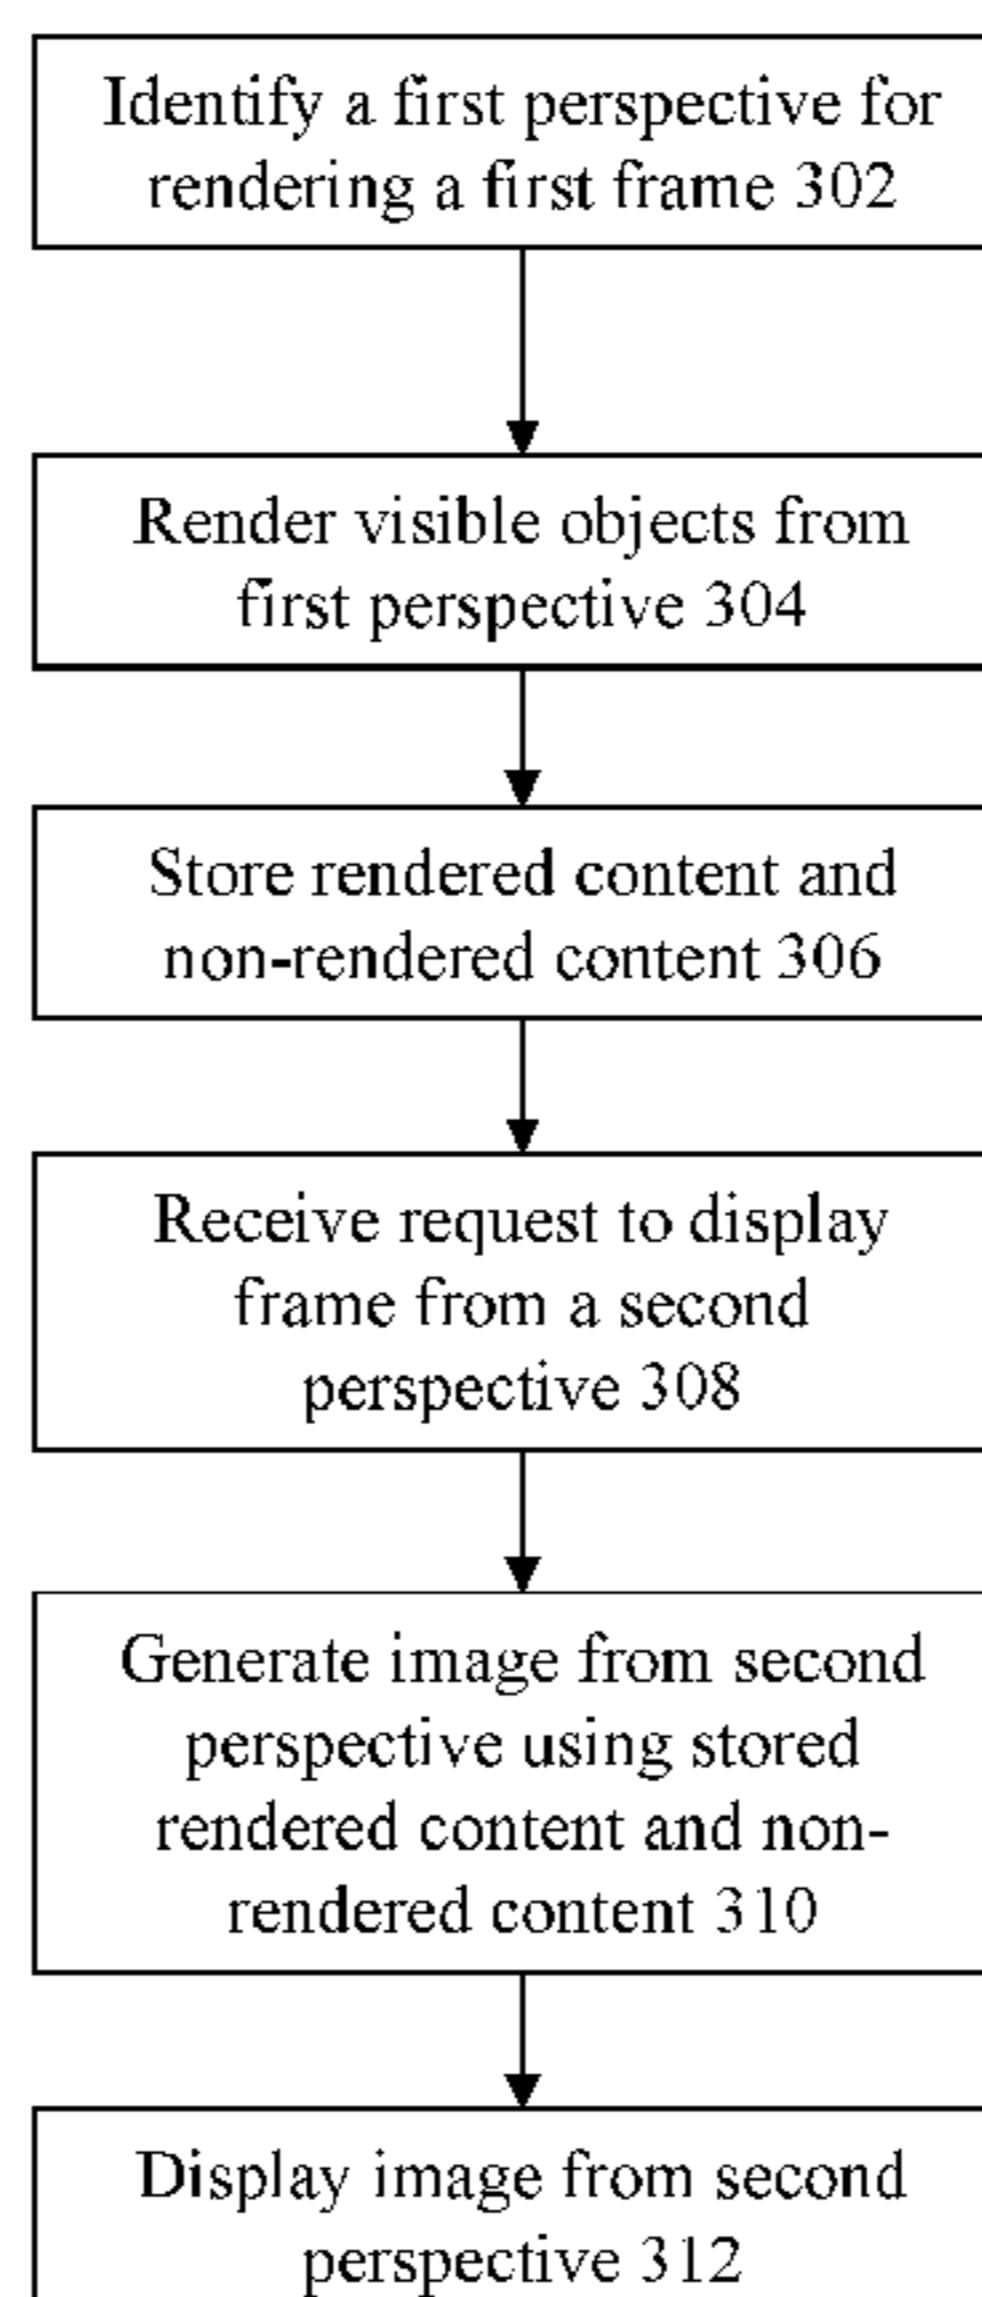 Identify a first perspective for
rendering a first frame 302
Render visible objects from
first perspective 304
Store rendered content and
non-rendered content 306
Receive request to display
frame from a second
perspective 308
Generate image from second
perspective using stored
rendered content and non-
rendered content 310
Display image from second
perspective 312